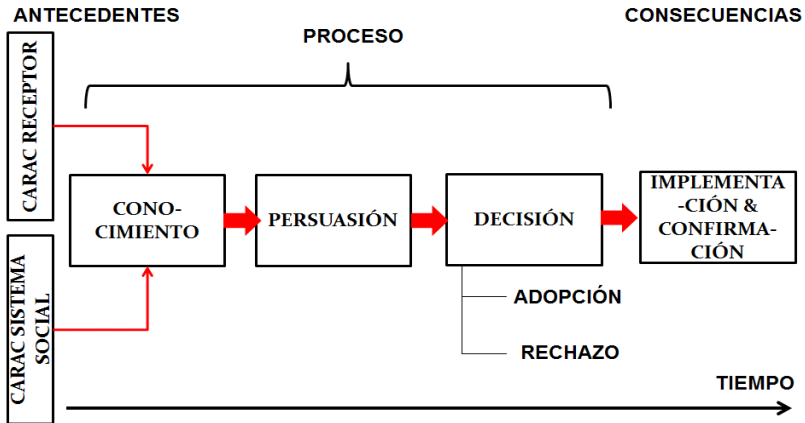 ANTECEDENTES
CONSECUENCIAS
PROCESO
CARAC RECEPTOR
CARAC SISTEMA
SOCIAL
CONO-
CIMIENTO
PERSUASIÓN
DECISIÓN
IMPLEMENTA
-CIÓN &
CONFIRMA-
CIÓN
ADOPCIÓN
RECHAZO
TIEMPO